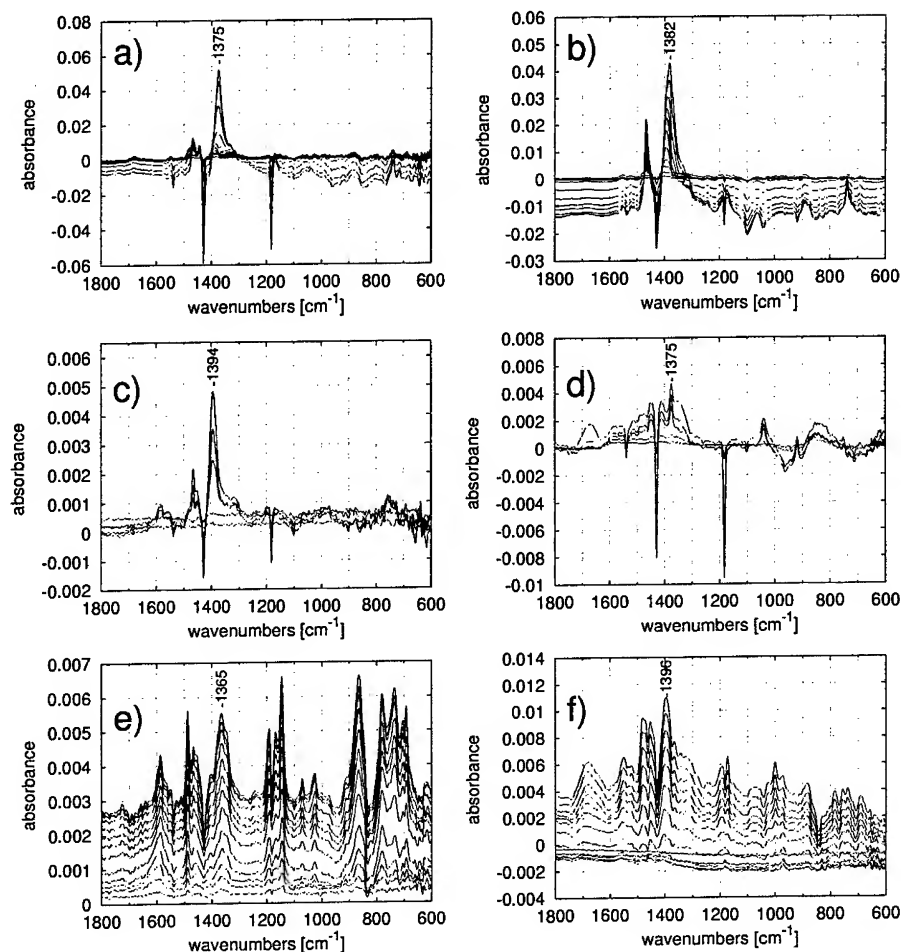 a)
-1375
absorbance
0.08
0.06
0.04
0.02
0
-0.02
-0.04
-0.06
1800 1600 1400 1200 1000 800 600
wavenumbers [cm⁻¹]
b)
-1382
absorbance
0.06
0.05
0.04
0.03
0.02
0.01
0
-0.01
-0.02
-0.03
1800 1600 1400 1200 1000 800 600
wavenumbers [cm⁻¹]
c)
-1394
absorbance
0.006
0.005
0.004
0.003
0.002
0.001
0
-0.001
-0.002
1800 1600 1400 1200 1000 800 600
wavenumbers [cm⁻¹]
d)
-1375
absorbance
0.008
0.006
0.004
0.002
0
-0.002
-0.004
-0.006
-0.008
-0.01
1800 1600 1400 1200 1000 800 600
wavenumbers [cm⁻¹]
e)
-1365
absorbance
0.007
0.006
0.005
0.004
0.003
0.002
0.001
0
1800 1600 1400 1200 1000 800 600
wavenumbers [cm⁻¹]
f)
-1396
absorbance
0.014
0.012
0.01
0.008
0.006
0.004
0.002
0
-0.002
-0.004
1800 1600 1400 1200 1000 800 600
wavenumbers [cm⁻¹]